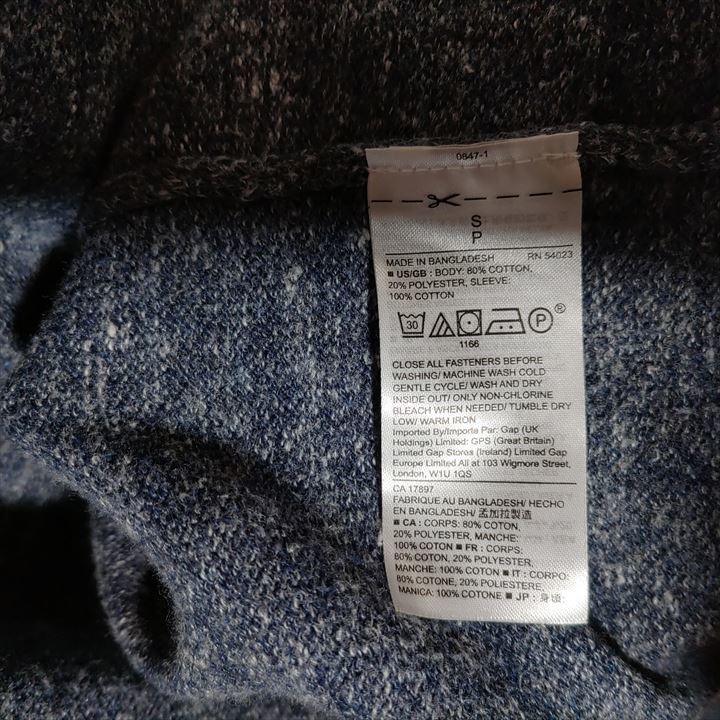 0847-1
S
P
MADE IN BANGLADESH RN 54023
■ US/GB : BODY: 80% COTTON,
20% POLYESTER, SLEEVE:
100% COTTON
30 P ®
1166
CLOSE ALL FASTENERS BEFORE
WASHING/ MACHINE WASH COLD
GENTLE CYCLE/ WASH AND DRY
INSIDE OUT/ ONLY NON-CHLORINE
BLEACH WHEN NEEDED/ TUMBLE DRY
LOW/ WARM IRON
Imported By/Importe Par: Gap (UK
Holdings) Limited: GPS (Great Britain)
Limited Gap Stores (Ireland) Limited Gap
Europe Limited All at 103 Wigmore Street,
London, W1U 1QS
CA 17897
FABRIQUE AU BANGLADESH/ HECHO
EN BANGLADESH/ 孟加拉製造
■ CA : CORPS: 80% COTON,
20% POLYESTER, MANCHE:
100% COTON ■ FR : CORPS:
80% COTON, 20% POLYESTER,
MANCHE: 100% COTON ■ IT : CORPO:
80% COTONE, 20% POLIESTERE,
MANICA: 100% COTONE ■ JP : 身頃: